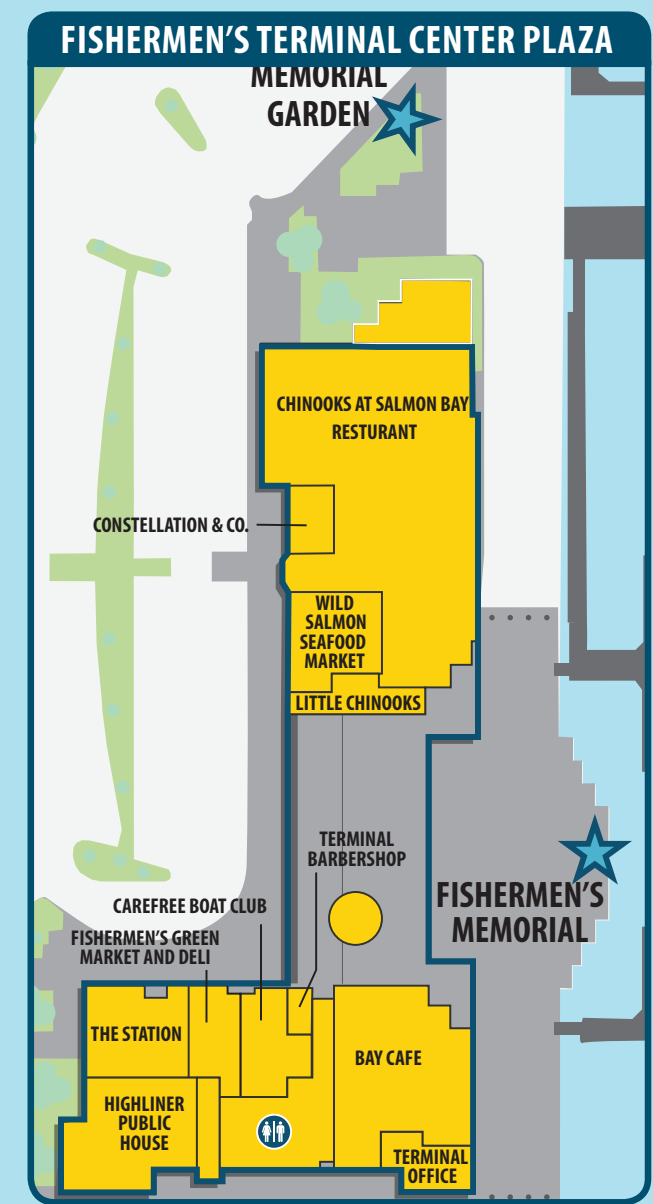 FISHERMEN'S TERMINAL CENTER PLAZA
MEMORIAL
GARDEN
CHINOOKS AT SALMON BAY
RESTURANT
CONSTELLATION & CO.
WILD
SALMON
SEAFOOD
MARKET
LITTLE CHINOOKS
TERMINAL
BARBERSHOP
CAREFREE BOAT CLUB
FISHERMEN'S GREEN
MARKET AND DELI
FISHERMEN'S
MEMORIAL
THE STATION
BAY CAFE
HIGHLINER
PUBLIC
HOUSE
TERMINAL
OFFICE